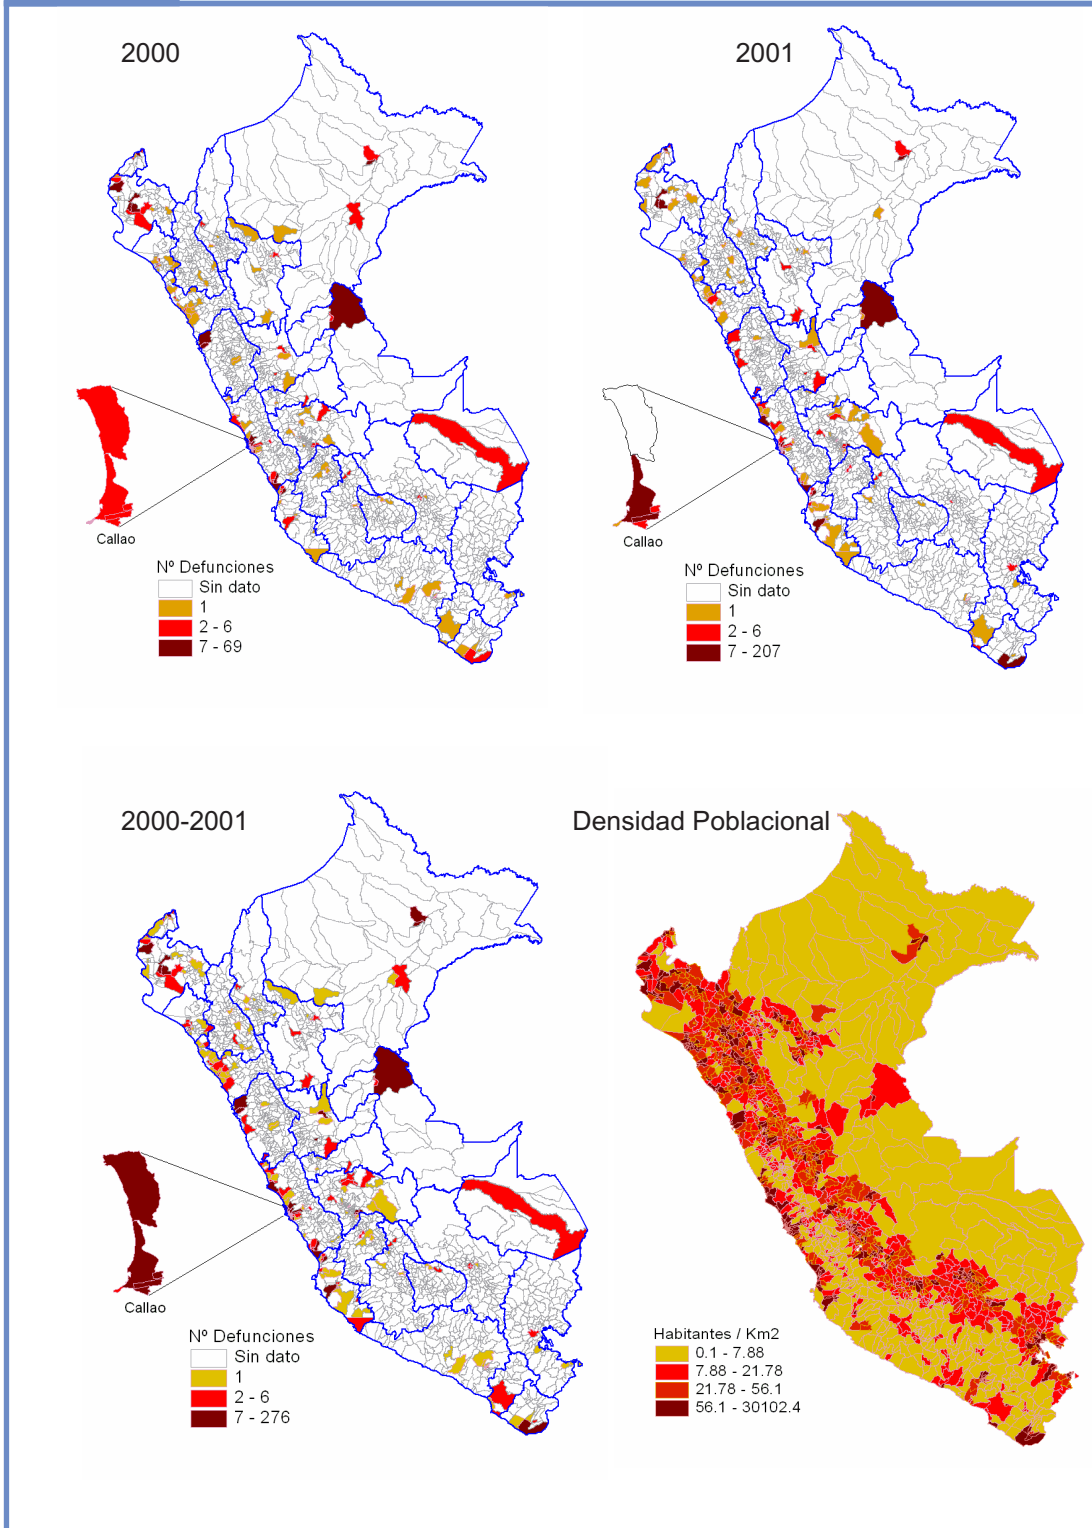 2000
Callao
Nº Defunciones
Sin dato
1
2 - 6
7 - 69
2001
Callao
Nº Defunciones
Sin dato
1
2 - 6
7 - 207
2000-2001
Callao
Nº Defunciones
Sin dato
1
2 - 6
7 - 276
Densidad Poblacional
Habitantes / Km2
0.1 - 7.88
7.88 - 21.78
21.78 - 56.1
56.1 - 30102.4